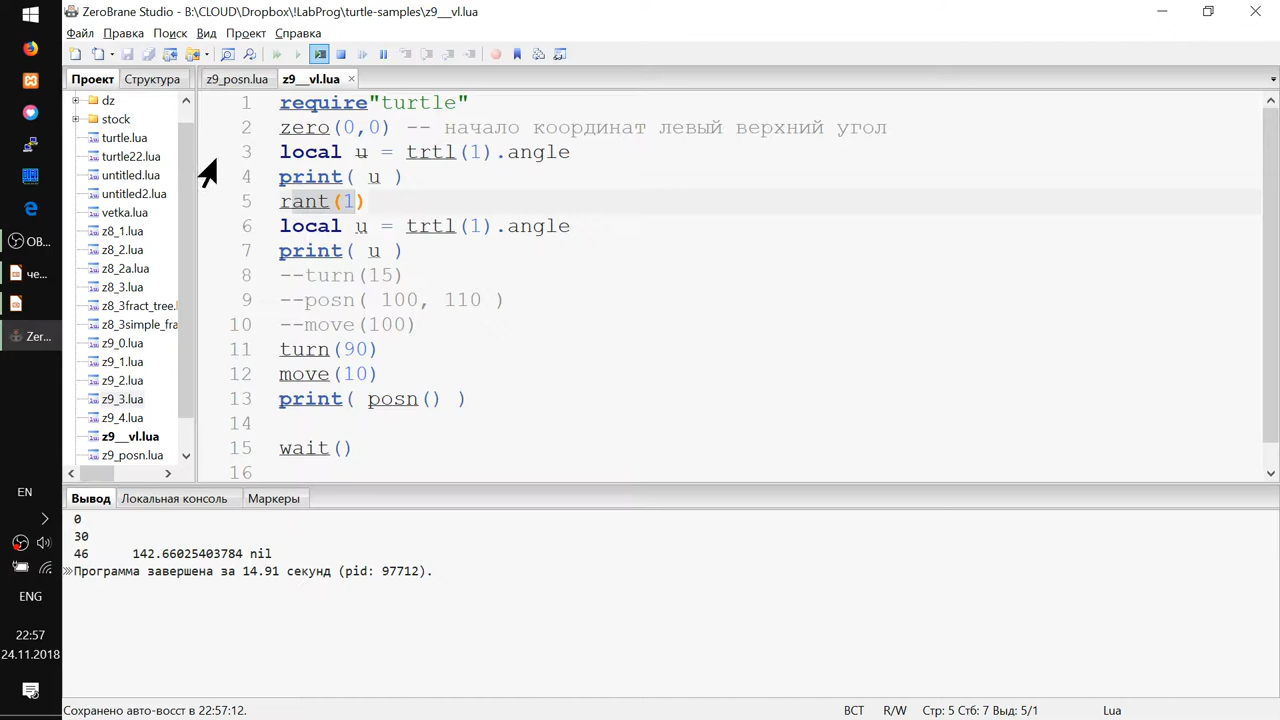 ZeroBrane Studio - B:\CLOUD\Dropbox\!LabProg\turtle-samples\z9__vl.lua
Файл Правка Поиск Вид Проект Справка
Проект Структура z9_posn.lua z9__vl.lua
dz
stock
turtle.lua
turtle22.lua
untitled.lua
untitled2.lua
vetka.lua
z8_1.lua
z8_2.lua
z8_2a.lua
z8_3.lua
z8_3fract_tree.l
z8_3simple_fra
z9_0.lua
z9_1.lua
z9_2.lua
z9_3.lua
z9_4.lua
z9__vl.lua
z9_posn.lua
1 require"turtle"
2 zero(0,0) -- начало координат левый верхний угол
3 local u = trtl(1).angle
4 print( u )
5 rant(1)
6 local u = trtl(1).angle
7 print( u )
8 --turn(15)
9 --posn( 100, 110 )
10 --move(100)
11 turn(90)
12 move(10)
13 print( posn() )
14
15 wait()
16
Вывод Локальная консоль Маркеры
0
30
46 142.66025403784 nil
Программа завершена за 14.91 секунд (pid: 97712).
Сохранено авто-восст в 22:57:12. ВСТ R/W Стр: 5 Стб: 7 Выд: 5/1 Lua
OB...
че...
Zer...
EN
ENG
22:57
24.11.2018